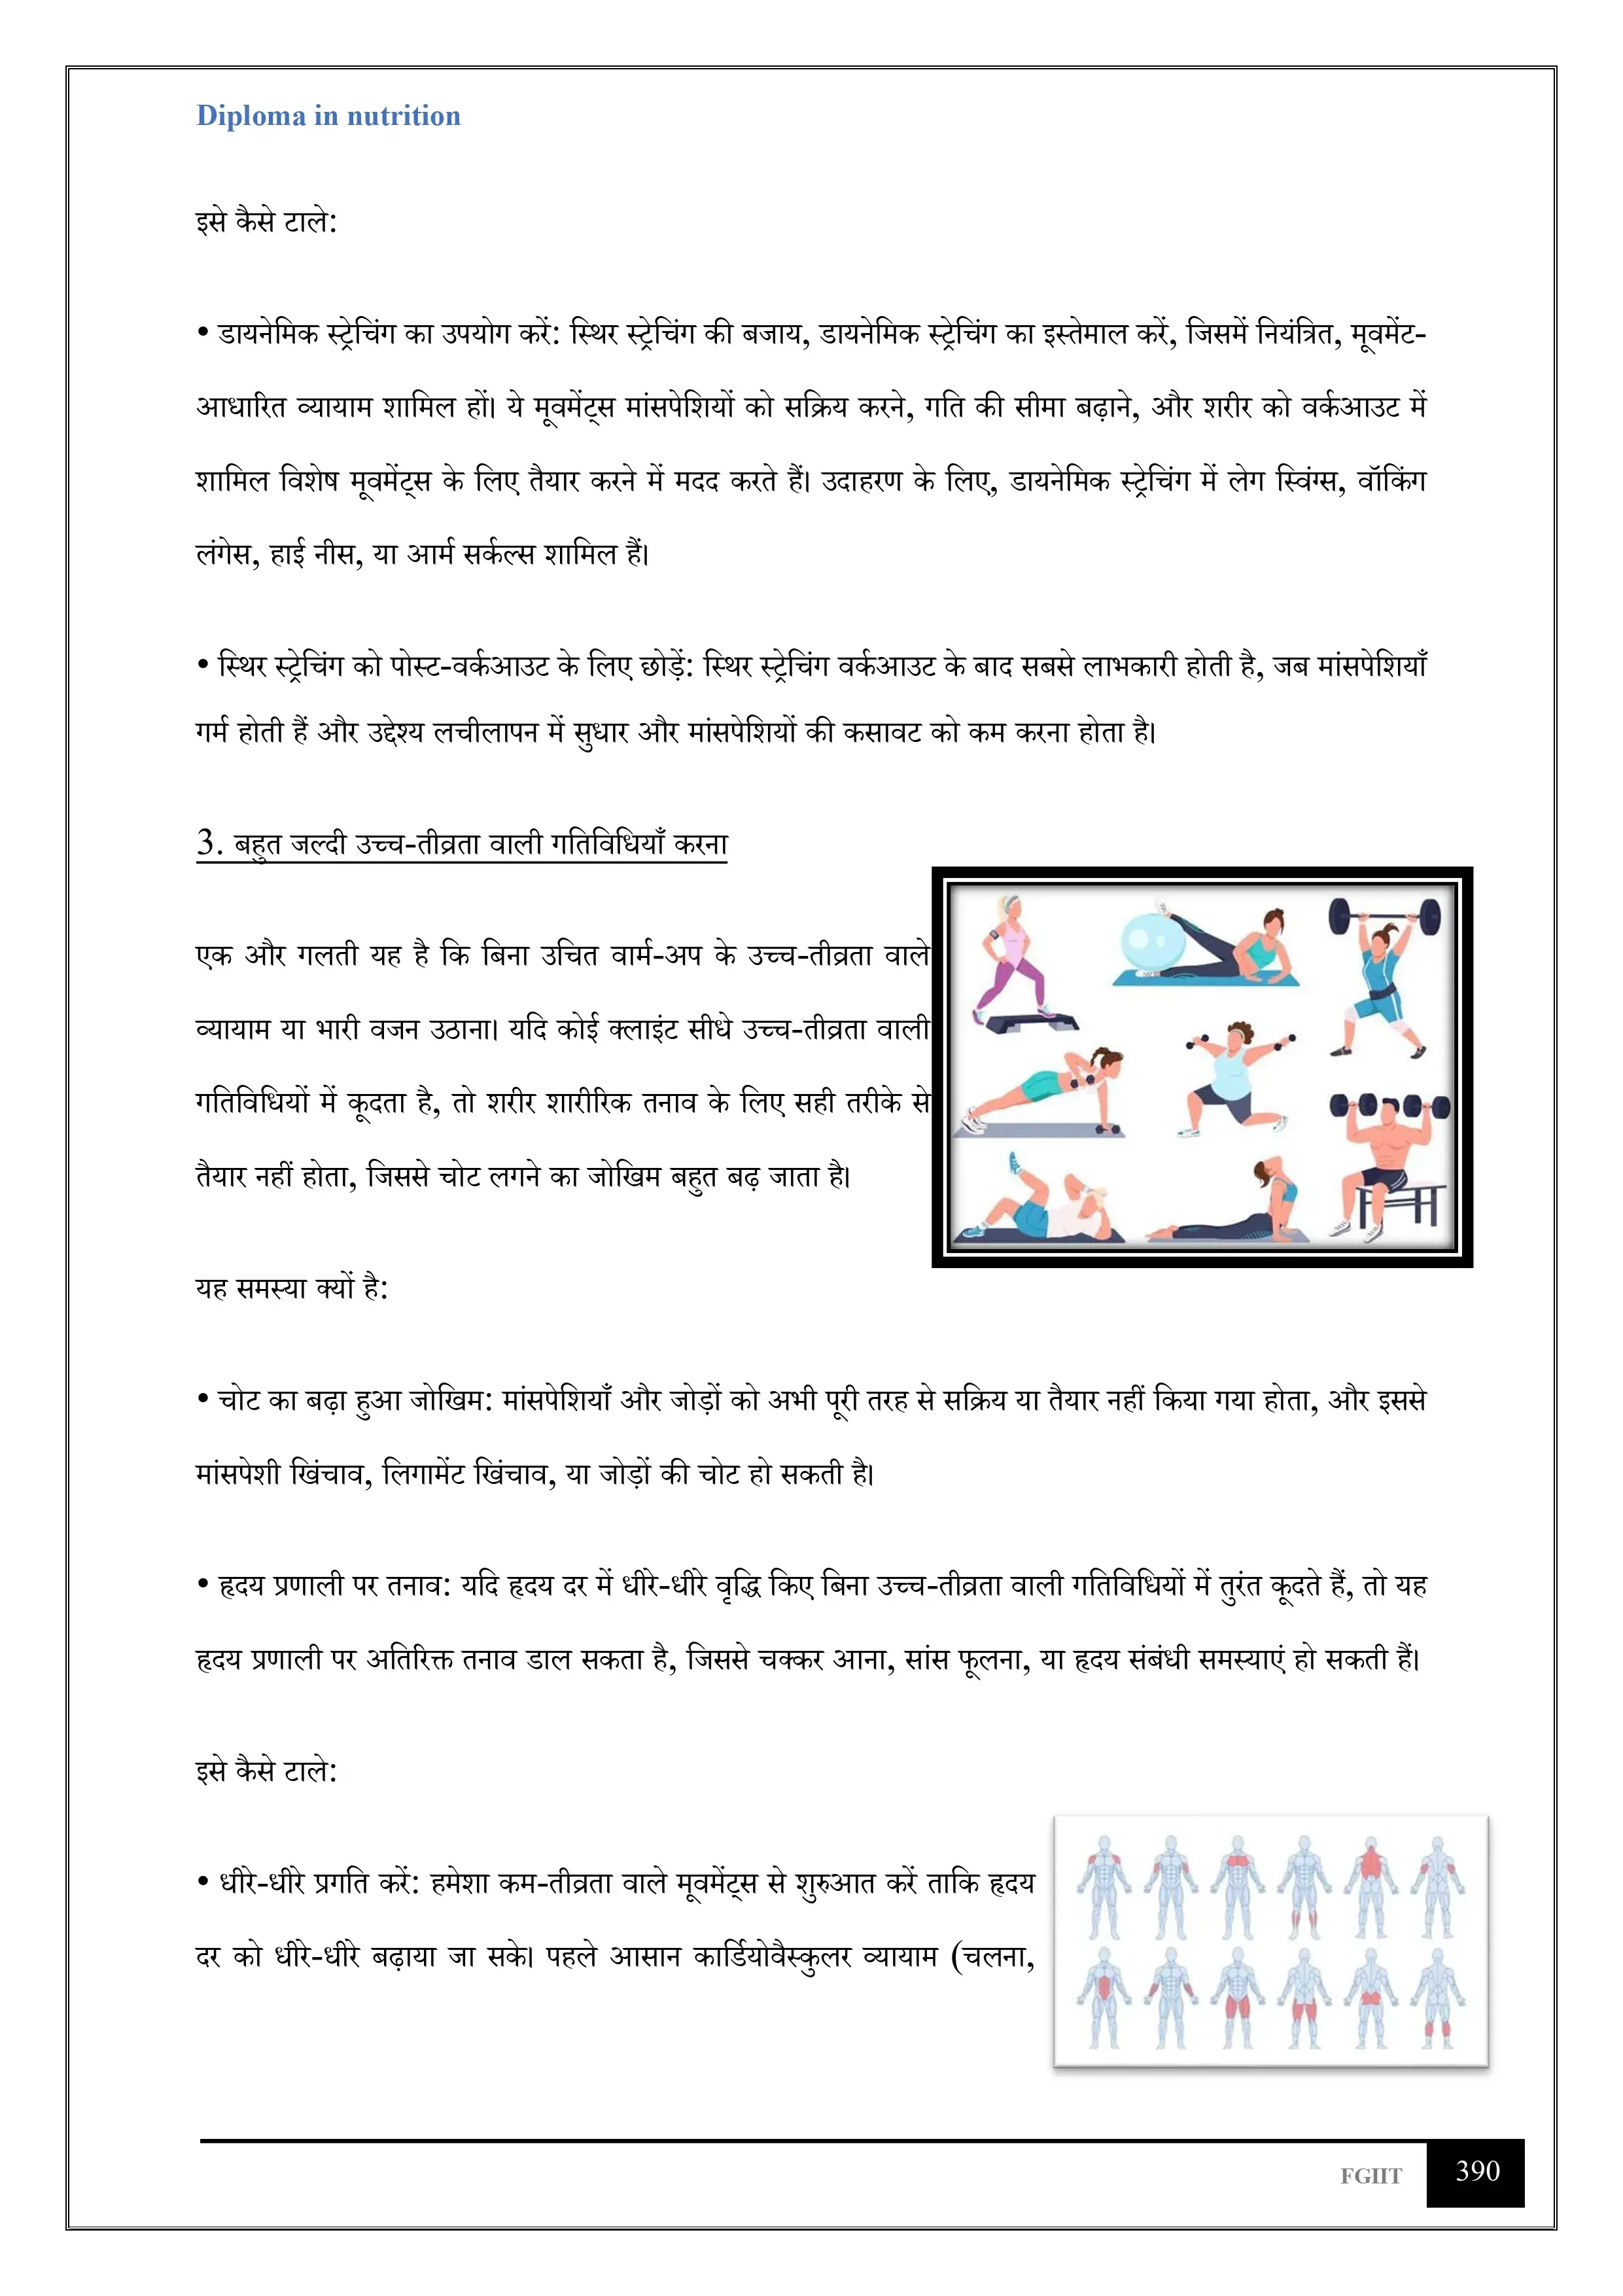 Diploma in nutrition
इसे कैसे टाले:
• डायनेमिक स्ट्रेचिंग का उपयोग करें: स्थिर स्ट्रेचिंग की बजाय, डायनेमिक स्ट्रेचिंग का इस्तेमाल करें, जिसमें नियंत्रित, मूवमेंट-
आधारित व्यायाम शामिल हों। ये मूवमेंट्स मांसपेशियों को सक्रिय करने, गति की सीमा बढ़ाने, और शरीर को वर्कआउट में
शामिल विशेष मूवमेंट्स के लिए तैयार करने में मदद करते हैं। उदाहरण के लिए, डायनेमिक स्ट्रेचिंग में लेग स्विंग्स, वॉकिंग
लंगेस, हाई नीस, या आर्म सर्कल्स शामिल हैं।
• स्थिर स्ट्रेचिंग को पोस्ट-वर्कआउट के लिए छोड़ें: स्थिर स्ट्रेचिंग वर्कआउट के बाद सबसे लाभकारी होती है, जब मांसपेशियाँ
गर्म होती हैं और उद्देश्य लचीलापन में सुधार और मांसपेशियों की कसावट को कम करना होता है।
3. बहुत जल्दी उच्च-तीव्रता वाली गतिविधियाँ करना
एक और गलती यह है कि बिना उचित वार्म-अप के उच्च-तीव्रता वाले
व्यायाम या भारी वजन उठाना। यदि कोई क्लाइंट सीधे उच्च-तीव्रता वाली
गतिविधियों में कूदता है, तो शरीर शारीरिक तनाव के लिए सही तरीके से
तैयार नहीं होता, जिससे चोट लगने का जोखिम बहुत बढ़ जाता है।
यह समस्या क्यों है:
• चोट का बढ़ा हुआ जोखिम: मांसपेशियाँ और जोड़ों को अभी पूरी तरह से सक्रिय या तैयार नहीं किया गया होता, और इससे
मांसपेशी खिंचाव, लिगामेंट खिंचाव, या जोड़ों की चोट हो सकती है।
• हृदय प्रणाली पर तनाव: यदि हृदय दर में धीरे-धीरे वृद्धि किए बिना उच्च-तीव्रता वाली गतिविधियों में तुरंत कूदते हैं, तो यह
हृदय प्रणाली पर अतिरिक्त तनाव डाल सकता है, जिससे चक्कर आना, सांस फूलना, या हृदय संबंधी समस्याएं हो सकती हैं।
इसे कैसे टाले:
• धीरे-धीरे प्रगति करें: हमेशा कम-तीव्रता वाले मूवमेंट्स से शुरुआत करें ताकि हृदय
दर को धीरे-धीरे बढ़ाया जा सके। पहले आसान कार्डियोवैस्कुलर व्यायाम (चलना,
FGIIT 390